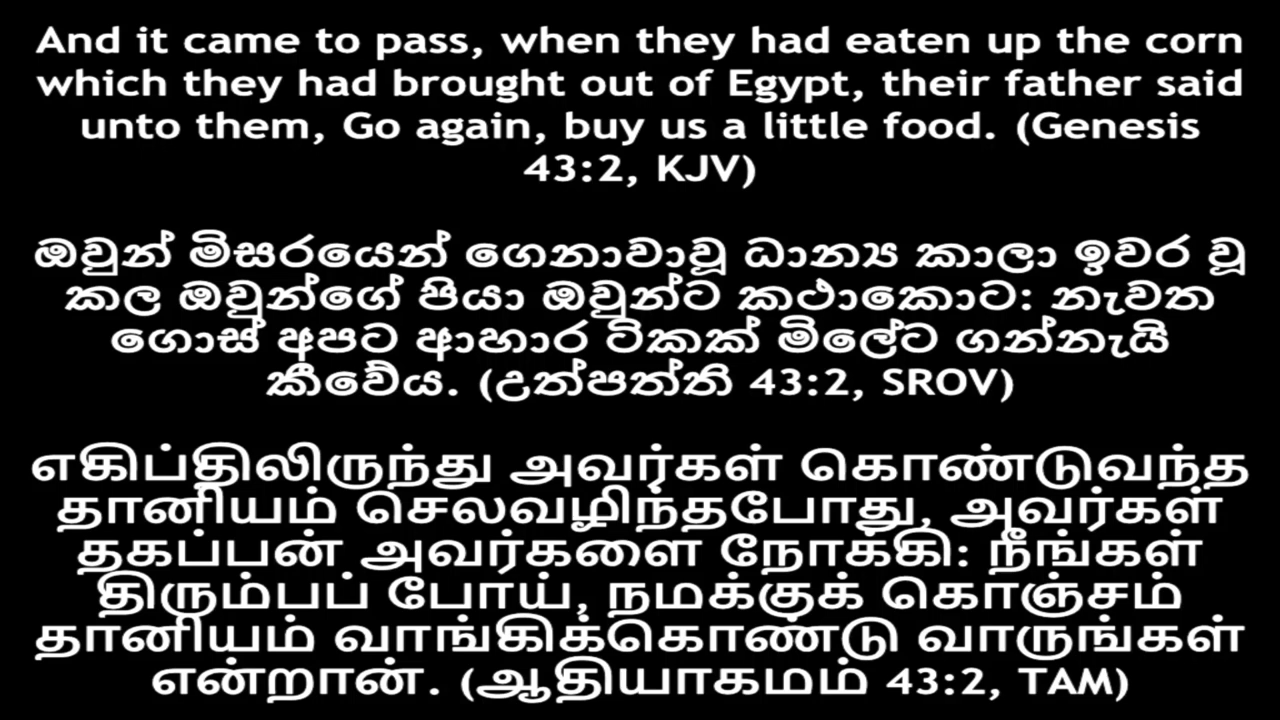 And it came to pass, when they had eaten up the corn
which they had brought out of Egypt, their father said
unto them, Go again, buy us a little food. (Genesis
43:2, KJV)
ඔවුන් මිසරයෙන් ගෙනාවාවූ ධාන්‍ය කාලා ඉවර වූ
කල ඔවුන්ගේ පියා ඔවුන්ට කථාකොට: නැවත
ගොස් අපට ආහාර ටිකක් මිලේට ගන්නැයි
කීවේය. (උත්පත්ති 43:2, SROV)
எகிப்திலிருந்து அவர்கள் கொண்டுவந்த
தானியம் செலவழிந்தபோது, அவர்கள்
தகப்பன் அவர்களை நோக்கி: நீங்கள்
திரும்பப் போய், நமக்குக் கொஞ்சம்
தானியம் வாங்கிக்கொண்டு வாருங்கள்
என்றான். (ஆதியாகமம் 43:2, TAM)